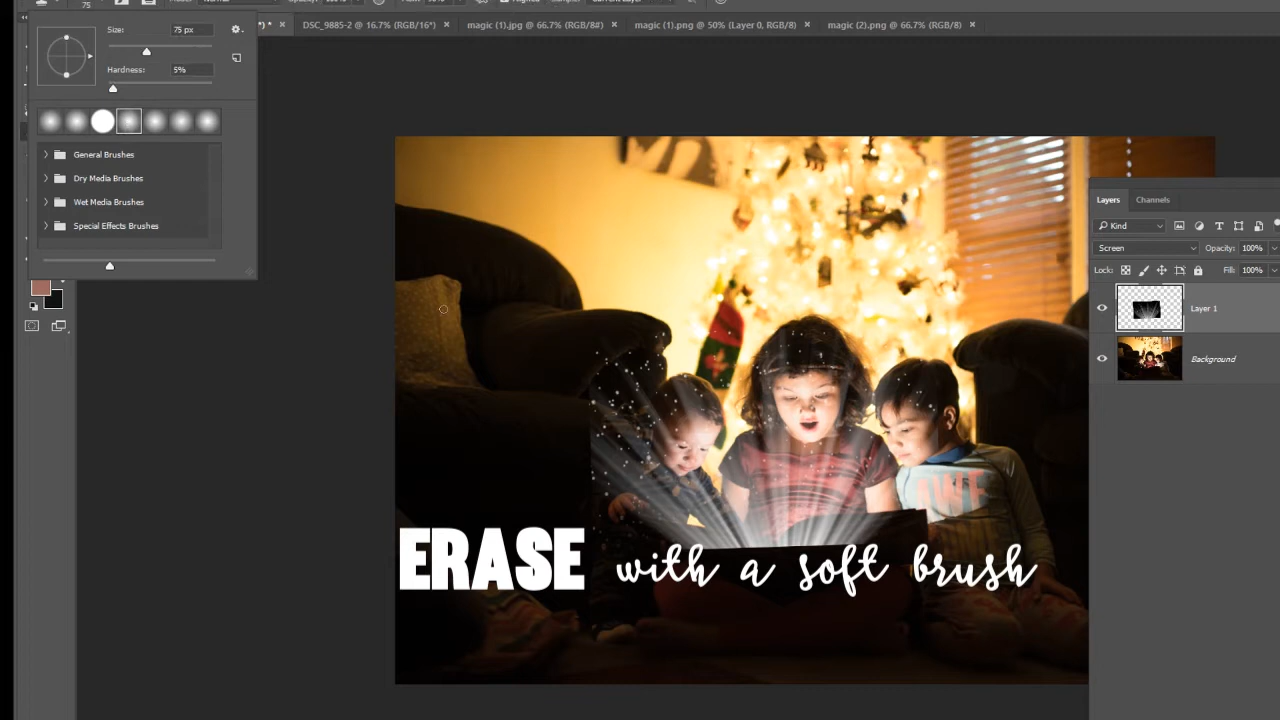 75
*) * ×
DSC_9885-2 @ 16.7% (RGB/16*) ×
magic (1).jpg @ 66.7% (RGB/8#) ×
magic (1).png @ 50% (Layer 0, RGB/8) ×
magic (2).png @ 66.7% (RGB/8) ×
Size: 75 px
Hardness: 5%
General Brushes
Dry Media Brushes
Wet Media Brushes
Special Effects Brushes
Layers Channels
Kind
Screen Opacity: 100%
Lock: Fill: 100%
Layer 1
Background
AWE
ERASE with a soft brush